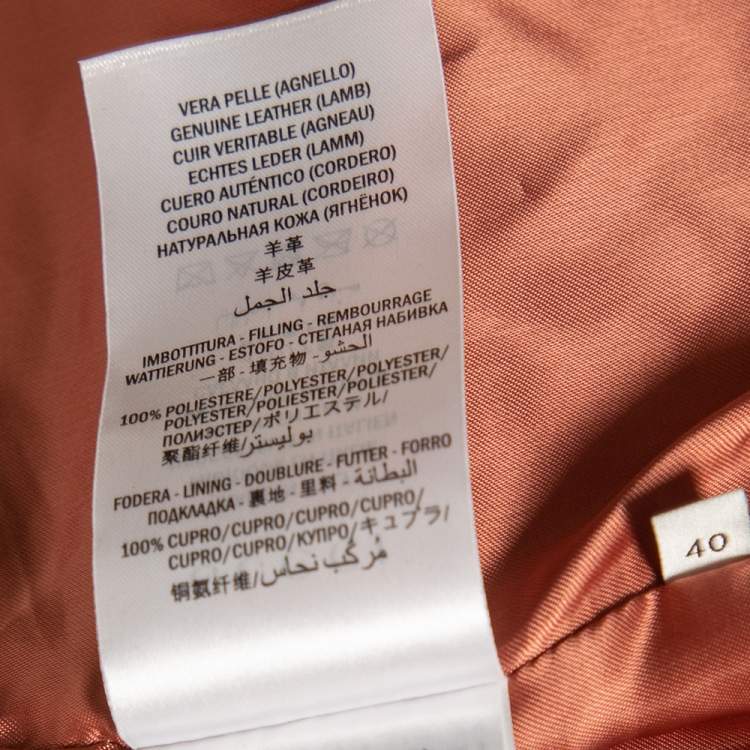 VERA PELLE (AGNELLO)
GENUINE LEATHER (LAMB)
CUIR VERITABLE (AGNEAU)
ECHTES LEDER (LAMM)
CUERO AUTÉNTICO (CORDERO)
COURO NATURAL (CORDEIRO)
НАТУРАЛЬНАЯ КОЖА (ЯГНЁНОК)
羊革
羊皮革
جلد الجمل
IMBOTTITURA - FILLING - REMBOURRAGE
WATTIERUNG - ESTOFO - СТЕГАНАЯ НАБИВКА
一部 - 填充物 - الحشو
100% POLIESTERE/POLYESTER/POLYESTER/
POLYESTER/POLIESTER/POLIESTER/
ПОЛИЭСТЕР/ポリエステル/
聚酯纤维/بوليستر
FODERA - LINING - DOUBLURE - FUTTER - FORRO
ПОДКЛАДКА - 裏地 - 里料 - البطانة
100% CUPRO/CUPRO/CUPRO/CUPRO/
CUPRO/CUPRO/КУПРО/キュプラ/
铜氨纤维/مُركّب نحاس
40